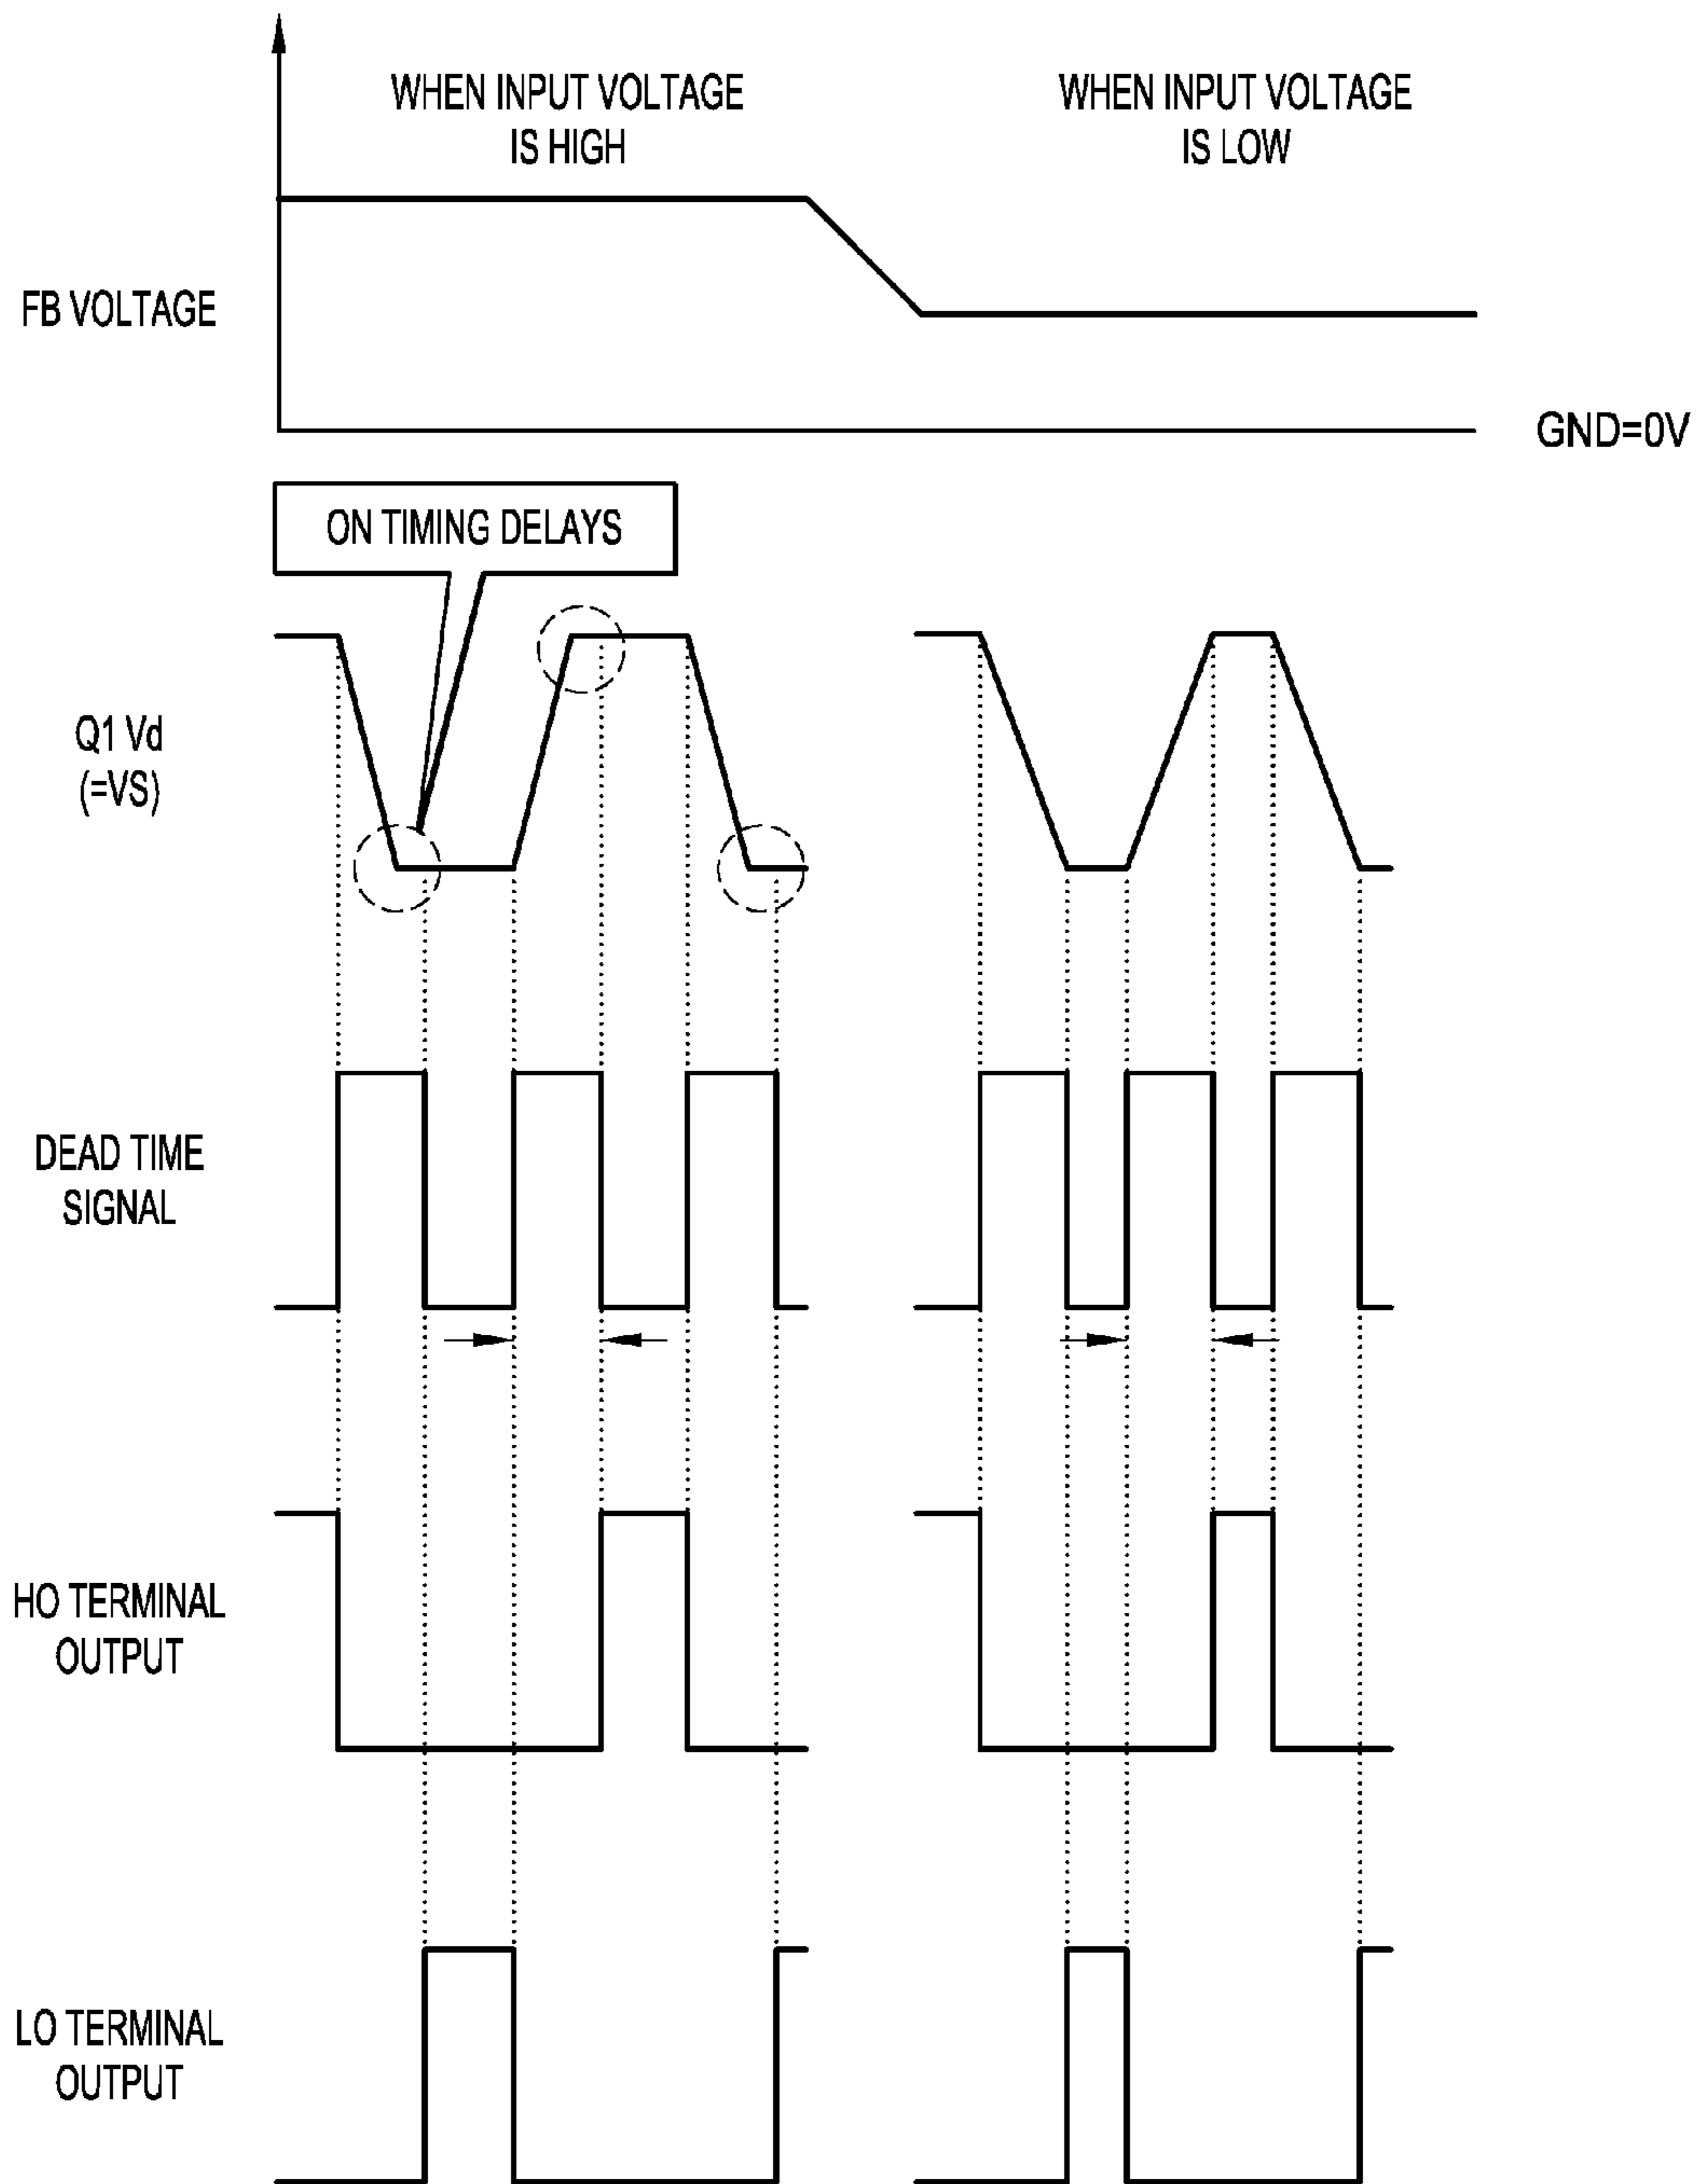 WHEN INPUT VOLTAGE
IS HIGH
WHEN INPUT VOLTAGE
IS LOW
FB VOLTAGE
GND=0V
ON TIMING DELAYS
Q1 Vd
(=VS)
DEAD TIME
SIGNAL
HO TERMINAL
OUTPUT
LO TERMINAL
OUTPUT